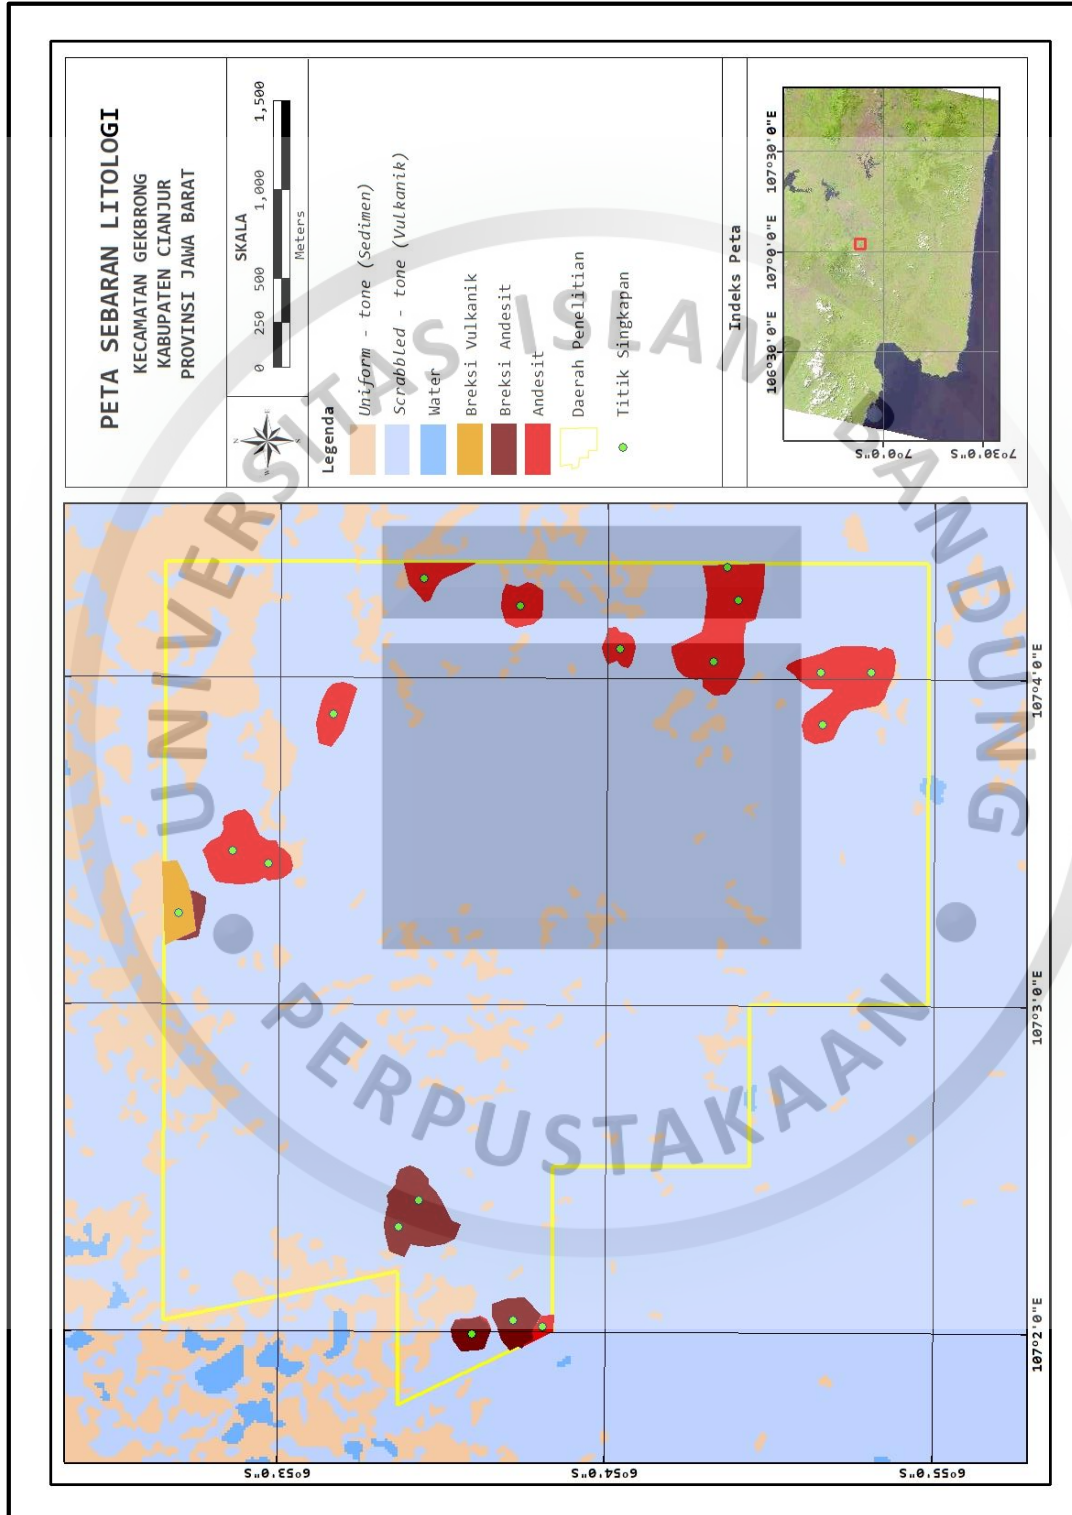 PETA SEBARAN LITOLOGI
KECAMATAN GEKBRONG
KABUPATEN CIANJUR
PROVINSI JAWA BARAT
SKALA
0 250 500 1,000 1,500
Meters
N
W E
S
Legenda
Uniform - tone (Sedimen)
Scrabbled - tone (Vulkanik)
Water
Breksi Vulkanik
Breksi Andesit
Andesit
Daerah Penelitian
Titik Singkapan
Indeks Peta
106°30'0"E 107°0'0"E 107°30'0"E
7°0'0"S
7°30'0"S
6°53'0"S
6°54'0"S
6°55'0"S
107°2'0"E 107°3'0"E 107°4'0"E
UNIVERSITAS ISLAM BANDUNG
PERPUSTAKAAN